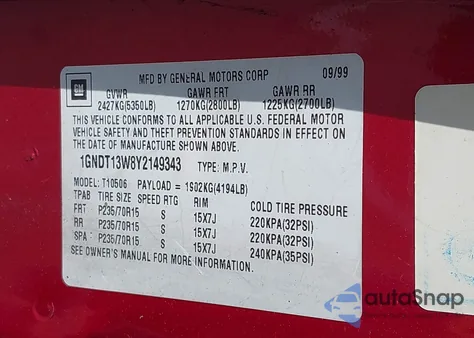 GM
MFD BY GENERAL MOTORS CORP 09/99
GVWR GAWR FRT GAWR RR
2427KG(5350LB) 1270KG(2800LB) 1225KG(2700LB)
THIS VEHICLE CONFORMS TO ALL APPLICABLE U.S. FEDERAL MOTOR
VEHICLE SAFETY AND THEFT PREVENTION STANDARDS IN EFFECT ON
THE DATE OF MANUFACTURE SHOWN ABOVE.
1GNDT13W8Y2149343 TYPE: M.P.V.
MODEL: T10506 PAYLOAD = 1902KG(4194LB)
TPAB TIRE SIZE SPEED RTG RIM COLD TIRE PRESSURE
FRT P235/70R15 S 15X7J 220KPA(32PSI)
RR P235/70R15 S 15X7J 220KPA(32PSI)
SPA P235/70R15 S 15X7J 240KPA(35PSI)
SEE OWNER'S MANUAL FOR MORE INFORMATION.
autoSnap